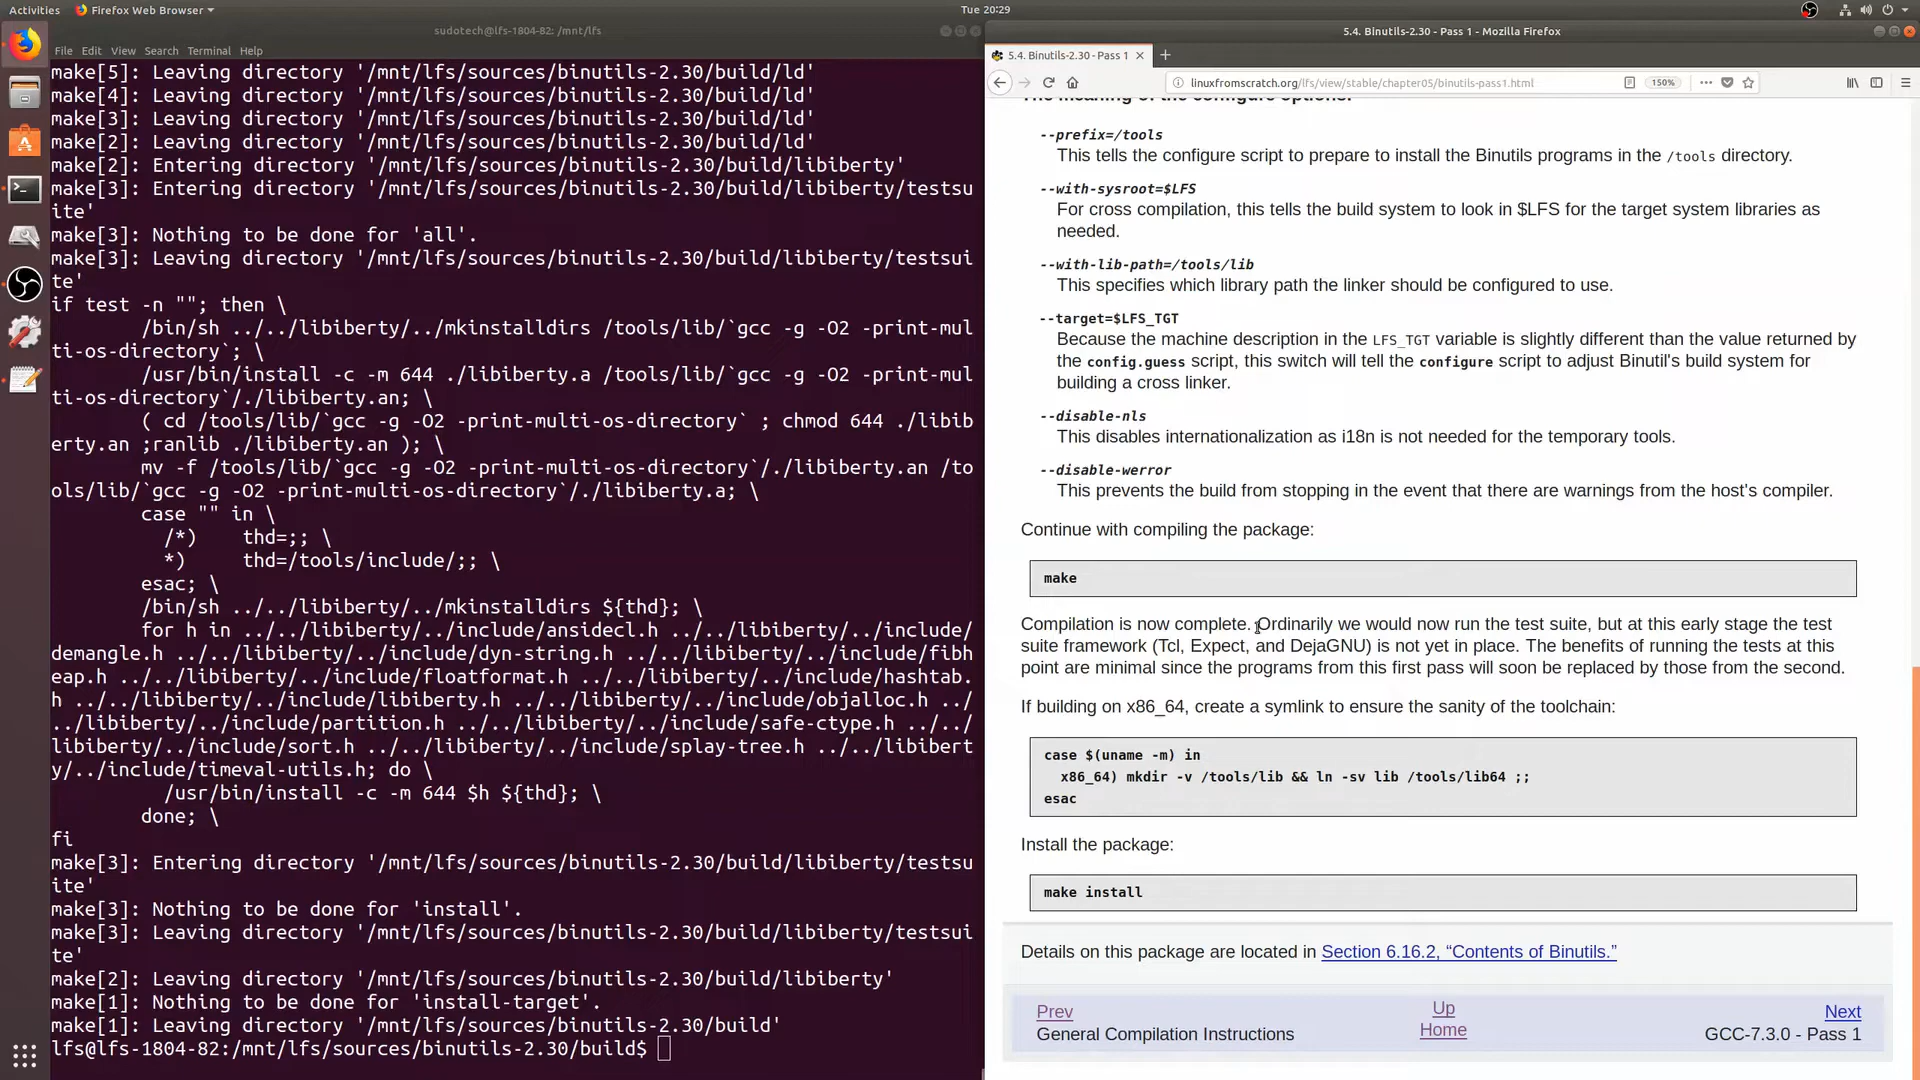 Activities
Firefox Web Browser
Tue 20:29
sudotech@lfs-1804-82: /mnt/lfs
File Edit View Search Terminal Help
make[5]: Leaving directory '/mnt/lfs/sources/binutils-2.30/build/ld'
make[4]: Leaving directory '/mnt/lfs/sources/binutils-2.30/build/ld'
make[3]: Leaving directory '/mnt/lfs/sources/binutils-2.30/build/ld'
make[2]: Leaving directory '/mnt/lfs/sources/binutils-2.30/build/ld'
make[2]: Entering directory '/mnt/lfs/sources/binutils-2.30/build/libiberty'
make[3]: Entering directory '/mnt/lfs/sources/binutils-2.30/build/libiberty/testsu
ite'
make[3]: Nothing to be done for 'all'.
make[3]: Leaving directory '/mnt/lfs/sources/binutils-2.30/build/libiberty/testsui
te'
if test -n ""; then \
/bin/sh ../../libiberty/../mkinstalldirs /tools/lib/`gcc -g -O2 -print-mul
ti-os-directory`; \
/usr/bin/install -c -m 644 ./libiberty.a /tools/lib/`gcc -g -O2 -print-mul
ti-os-directory`/./libiberty.an; \
( cd /tools/lib/`gcc -g -O2 -print-multi-os-directory` ; chmod 644 ./libib
erty.an ;ranlib ./libiberty.an ); \
mv -f /tools/lib/`gcc -g -O2 -print-multi-os-directory`/./libiberty.an /to
ols/lib/`gcc -g -O2 -print-multi-os-directory`/./libiberty.a; \
case "" in \
/*) thd=;; \
*) thd=/tools/include/;; \
esac; \
/bin/sh ../../libiberty/../mkinstalldirs ${thd}; \
for h in ../../libiberty/../include/ansidecl.h ../../libiberty/../include/
demangle.h ../../libiberty/../include/dyn-string.h ../../libiberty/../include/fibh
eap.h ../../libiberty/../include/floatformat.h ../../libiberty/../include/hashtab.
h ../../libiberty/../include/libiberty.h ../../libiberty/../include/objalloc.h ../
../libiberty/../include/partition.h ../../libiberty/../include/safe-ctype.h ../../
libiberty/../include/sort.h ../../libiberty/../include/splay-tree.h ../../libibert
y/../include/timeval-utils.h; do \
/usr/bin/install -c -m 644 $h ${thd}; \
done; \
fi
make[3]: Entering directory '/mnt/lfs/sources/binutils-2.30/build/libiberty/testsu
ite'
make[3]: Nothing to be done for 'install'.
make[3]: Leaving directory '/mnt/lfs/sources/binutils-2.30/build/libiberty/testsui
te'
make[2]: Leaving directory '/mnt/lfs/sources/binutils-2.30/build/libiberty'
make[1]: Nothing to be done for 'install-target'.
make[1]: Leaving directory '/mnt/lfs/sources/binutils-2.30/build'
lfs@lfs-1804-82:/mnt/lfs/sources/binutils-2.30/build$
5.4. Binutils-2.30 - Pass 1 - Mozilla Firefox
5.4. Binutils-2.30 - Pass 1
linuxfromscratch.org/lfs/view/stable/chapter05/binutils-pass1.html
150%
The meaning of the configure options:
--prefix=/tools
This tells the configure script to prepare to install the Binutils programs in the /tools directory.
--with-sysroot=$LFS
For cross compilation, this tells the build system to look in $LFS for the target system libraries as
needed.
--with-lib-path=/tools/lib
This specifies which library path the linker should be configured to use.
--target=$LFS_TGT
Because the machine description in the LFS_TGT variable is slightly different than the value returned by
the config.guess script, this switch will tell the configure script to adjust Binutil's build system for
building a cross linker.
--disable-nls
This disables internationalization as i18n is not needed for the temporary tools.
--disable-werror
This prevents the build from stopping in the event that there are warnings from the host's compiler.
Continue with compiling the package:
make
Compilation is now complete. Ordinarily we would now run the test suite, but at this early stage the test
suite framework (Tcl, Expect, and DejaGNU) is not yet in place. The benefits of running the tests at this
point are minimal since the programs from this first pass will soon be replaced by those from the second.
If building on x86_64, create a symlink to ensure the sanity of the toolchain:
case $(uname -m) in
x86_64) mkdir -v /tools/lib && ln -sv lib /tools/lib64 ;;
esac
Install the package:
make install
Details on this package are located in Section 6.16.2, “Contents of Binutils.”
Prev
Up
Next
General Compilation Instructions
Home
GCC-7.3.0 - Pass 1